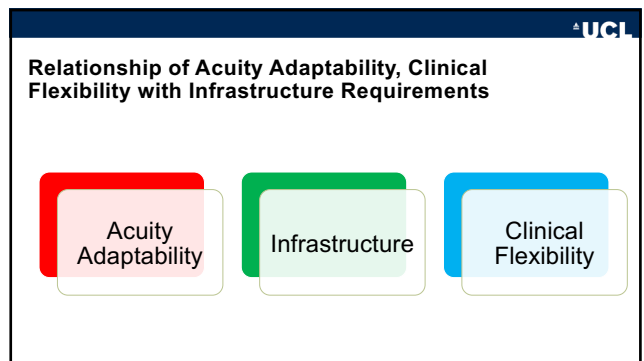 UCL
Relationship of Acuity Adaptability, Clinical
Flexibility with Infrastructure Requirements
Acuity
Adaptability
Infrastructure
Clinical
Flexibility